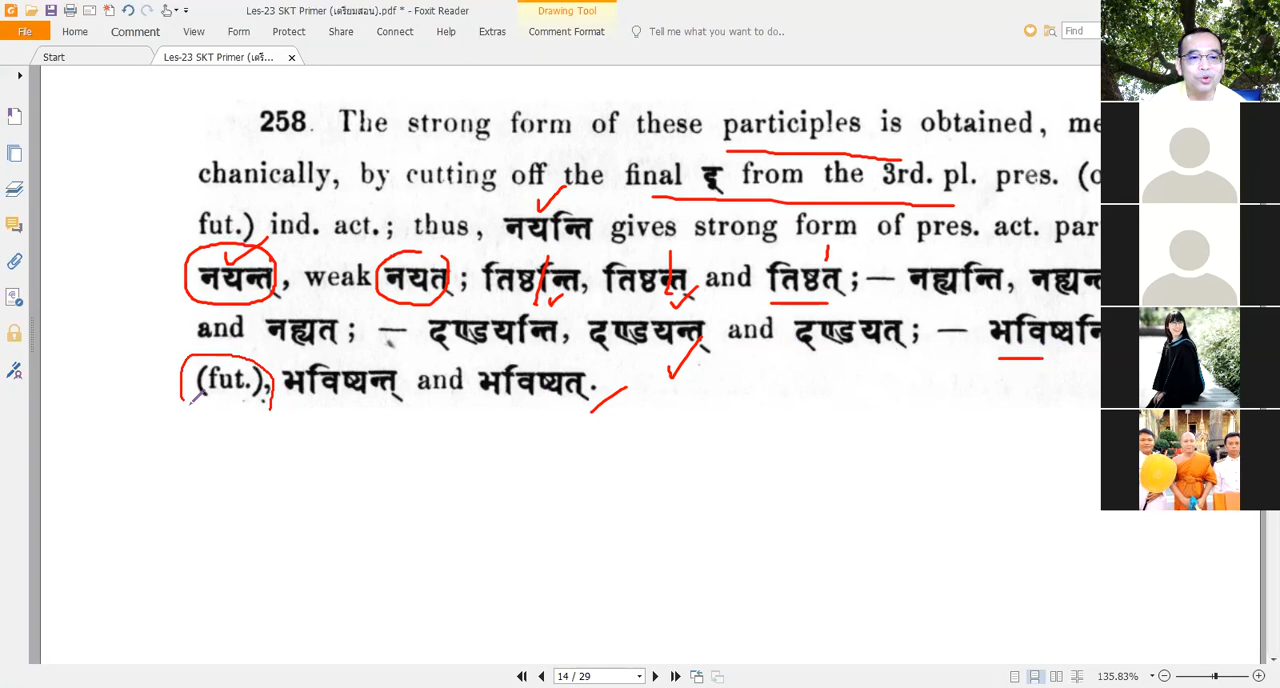 Les-23 SKT Primer (เตรียมสอน).pdf * - Foxit Reader
Drawing Tool
File Home Comment View Form Protect Share Connect Help Extras Comment Format Tell me what you want to do.. Find
Start Les-23 SKT Primer (เตรี...
258. The strong form of these participles is obtained, me
chanically, by cutting off the final इ from the 3rd. pl. pres. (o
fut.) ind. act.; thus, नयन्ति gives strong form of pres. act. par
नयन्त्, weak नयत्; तिष्ठन्ति, तिष्ठन्त् and तिष्ठत्; — नह्यन्ति, नह्यन्त
and नह्यत्; — दण्डयन्ति, दण्डयन्त् and दण्डयत्; — भविष्यन्ति
(fut.), भविष्यन्त् and भविष्यत्.
14 / 29
135.83%